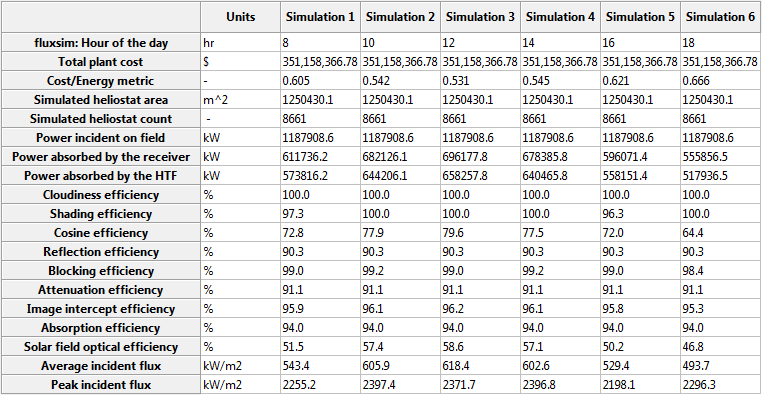 Units Simulation 1 Simulation 2 Simulation 3 Simulation 4 Simulation 5 Simulation 6
fluxsim: Hour of the day hr 8 10 12 14 16 18
Total plant cost $ 351,158,366.78 351,158,366.78 351,158,366.78 351,158,366.78 351,158,366.78 351,158,366.78
Cost/Energy metric - 0.605 0.542 0.531 0.545 0.621 0.666
Simulated heliostat area m^2 1250430.1 1250430.1 1250430.1 1250430.1 1250430.1 1250430.1
Simulated heliostat count - 8661 8661 8661 8661 8661 8661
Power incident on field kW 1187908.6 1187908.6 1187908.6 1187908.6 1187908.6 1187908.6
Power absorbed by the receiver kW 611736.2 682126.1 696177.8 678385.8 596071.4 555856.5
Power absorbed by the HTF kW 573816.2 644206.1 658257.8 640465.8 558151.4 517936.5
Cloudiness efficiency % 100.0 100.0 100.0 100.0 100.0 100.0
Shading efficiency % 97.3 100.0 100.0 100.0 96.3 100.0
Cosine efficiency % 72.8 77.9 79.6 77.5 72.0 64.4
Reflection efficiency % 90.3 90.3 90.3 90.3 90.3 90.3
Blocking efficiency % 99.0 99.2 99.0 99.2 99.0 98.4
Attenuation efficiency % 91.1 91.1 91.1 91.1 91.1 91.1
Image intercept efficiency % 95.9 96.1 96.2 96.1 95.8 95.3
Absorption efficiency % 94.0 94.0 94.0 94.0 94.0 94.0
Solar field optical efficiency % 51.5 57.4 58.6 57.1 50.2 46.8
Average incident flux kW/m2 543.4 605.9 618.4 602.6 529.4 493.7
Peak incident flux kW/m2 2255.2 2397.4 2371.7 2396.8 2198.1 2296.3